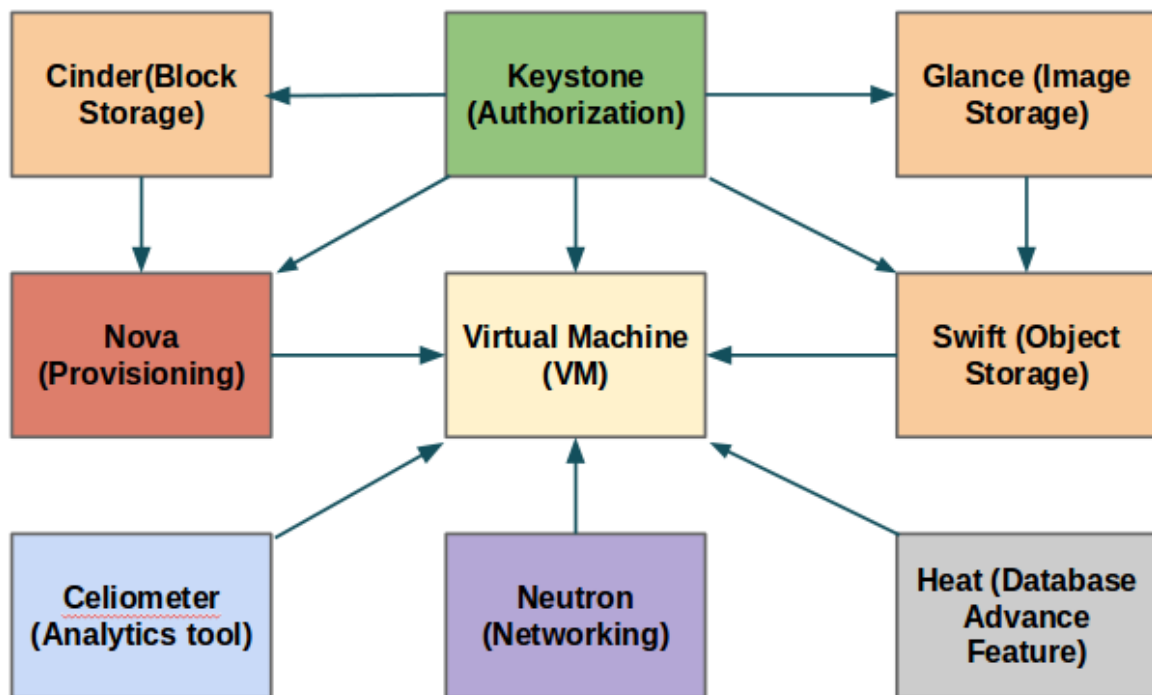 Cinder(Block
Storage)
Keystone
(Authorization)
Glance (Image
Storage)
Nova
(Provisioning)
Virtual Machine
(VM)
Swift (Object
Storage)
Celiometer
(Analytics tool)
Neutron
(Networking)
Heat (Database
Advance
Feature)